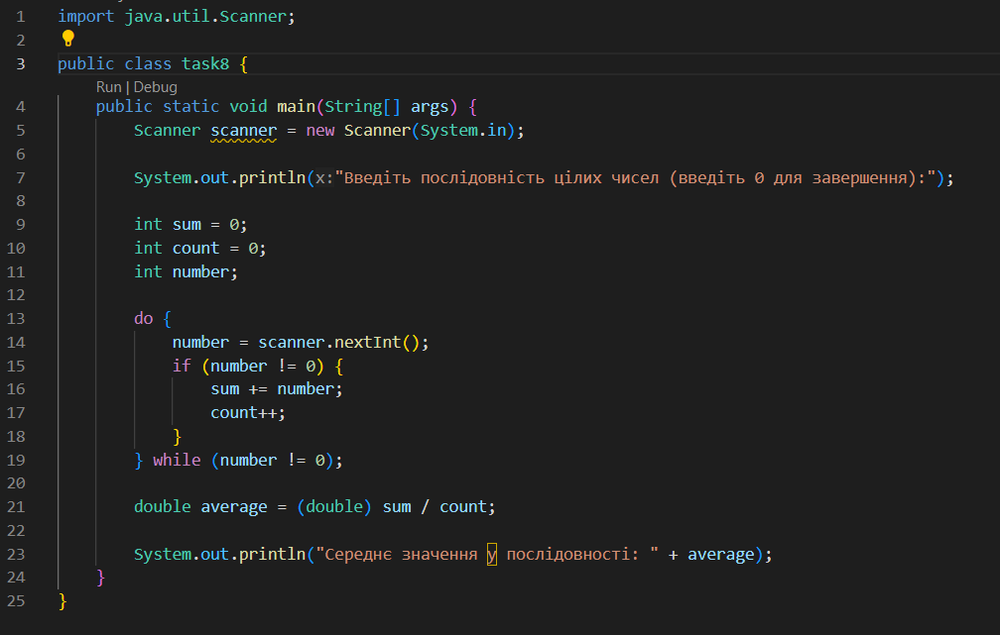 1 import java.util.Scanner;
2
3 public class task8 {
Run | Debug
4 public static void main(String[] args) {
5 Scanner scanner = new Scanner(System.in);
6
7 System.out.println(x:"Введіть послідовність цілих чисел (введіть 0 для завершення):");
8
9 int sum = 0;
10 int count = 0;
11 int number;
12
13 do {
14 number = scanner.nextInt();
15 if (number != 0) {
16 sum += number;
17 count++;
18 }
19 } while (number != 0);
20
21 double average = (double) sum / count;
22
23 System.out.println("Середнє значення у послідовності: " + average);
24 }
25 }